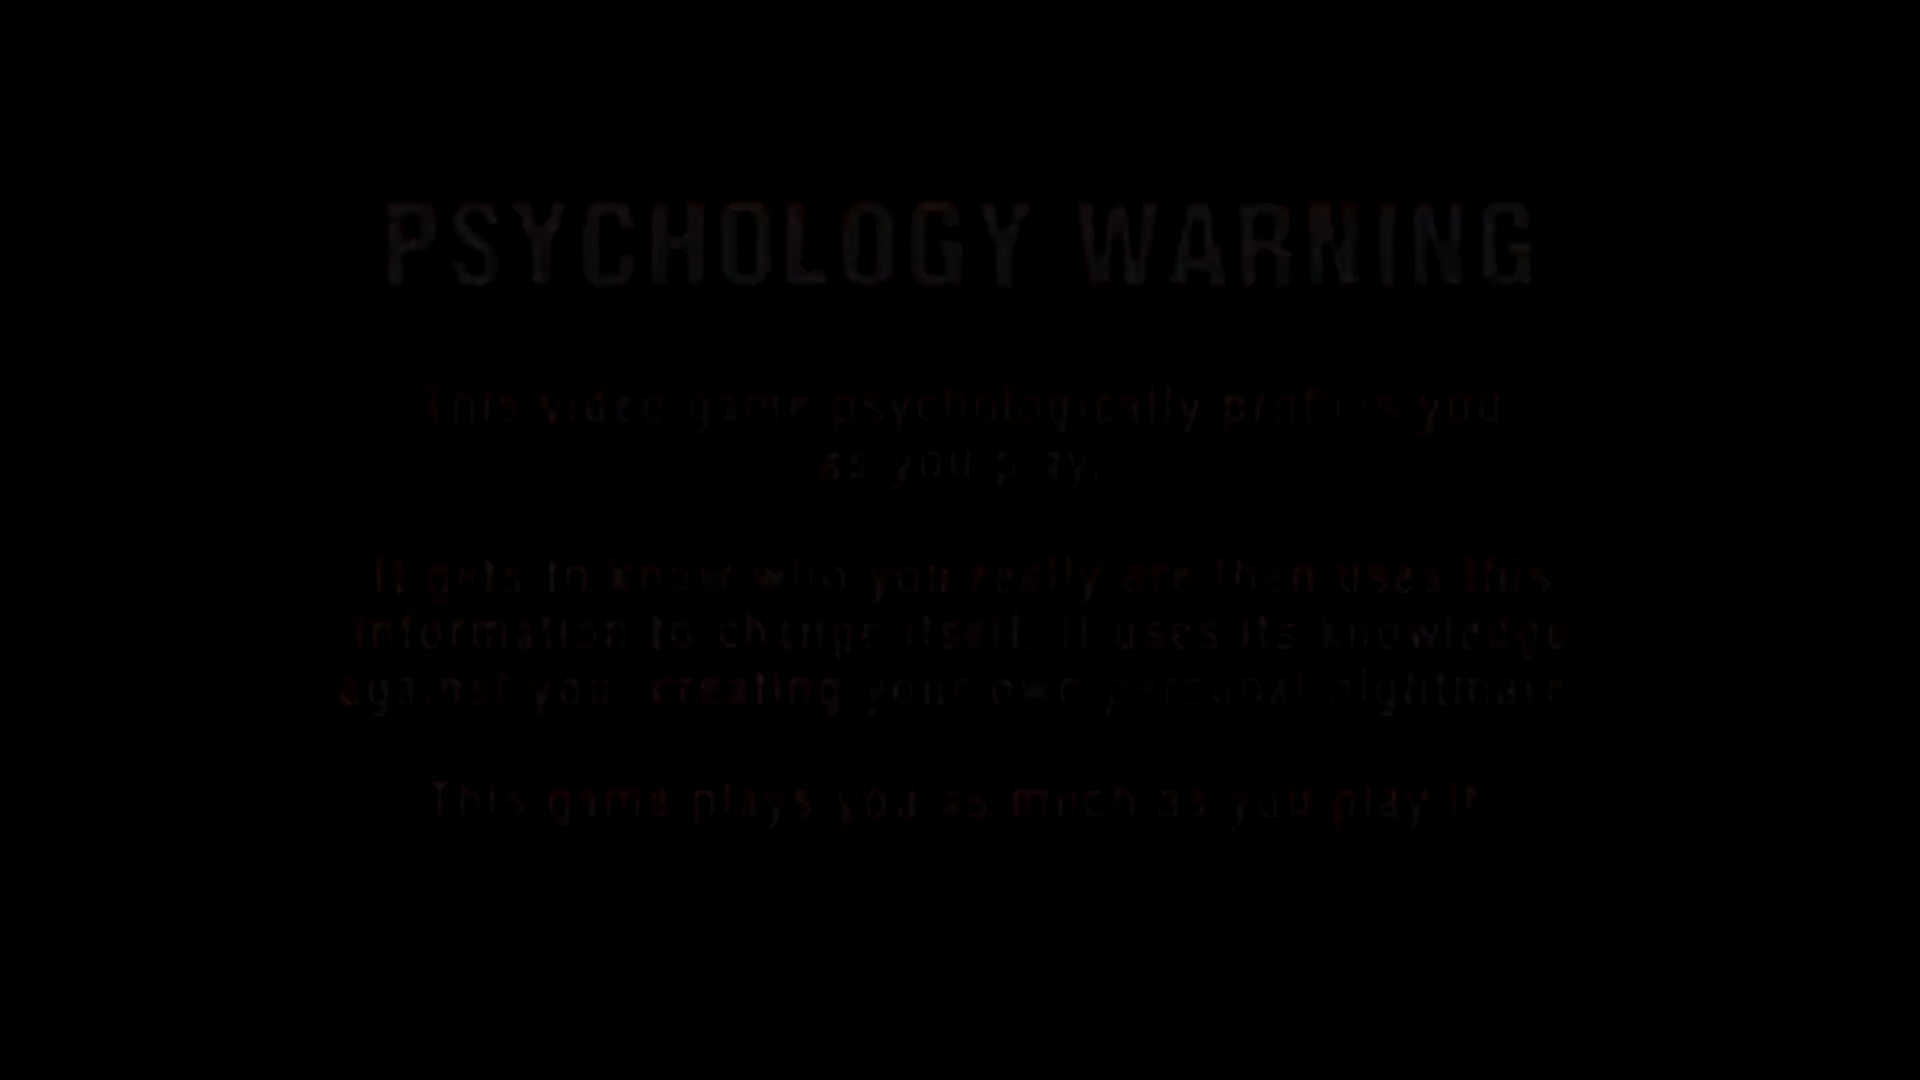 PSYCHOLOGY WARNING
This video game psychologically profiles you
as you play.
It gets to know who you really are then uses this
information to change itself. It uses its knowledge
against you, creating your own personal nightmare.
This game plays you as much as you play it.